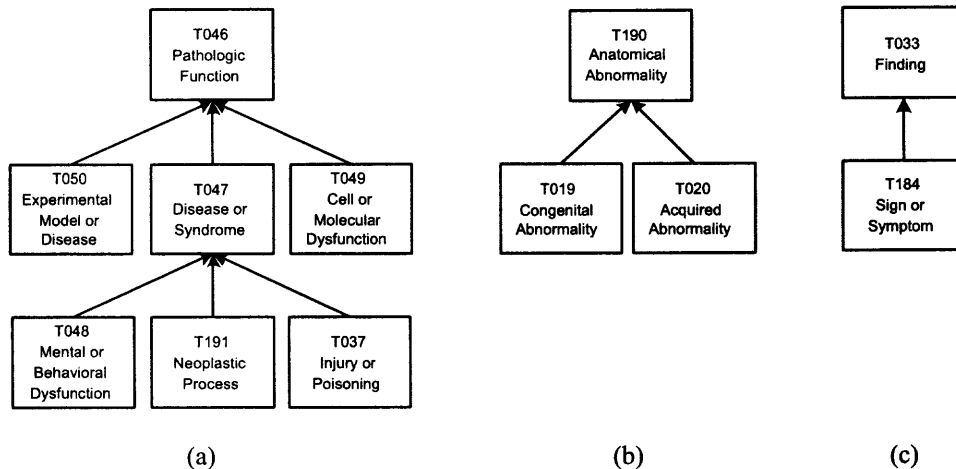 T046
Pathologic
Function
T190
Anatomical
Abnormality
T033
Finding
T050
Experimental
Model or
Disease
T047
Disease or
Syndrome
T049
Cell or
Molecular
Dysfunction
T019
Congenital
Abnormality
T020
Acquired
Abnormality
T184
Sign or
Symptom
T048
Mental or
Behavioral
Dysfunction
T191
Neoplastic
Process
T037
Injury or
Poisoning
(a)
(b)
(c)